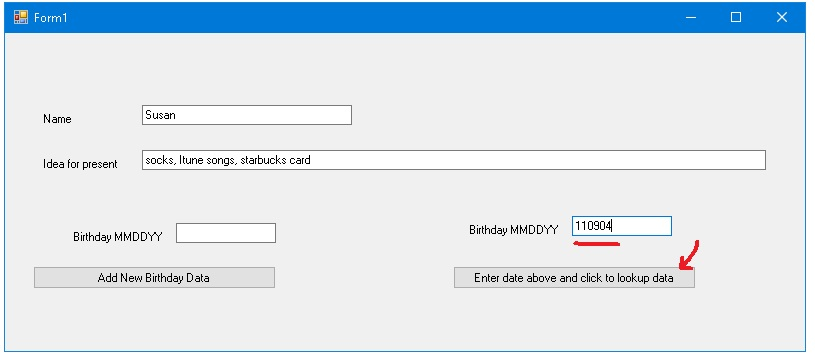 Form1
Name
Susan
Idea for present
socks, Itune songs, starbucks card
Birthday MMDDYY
Birthday MMDDYY
110904
Add New Birthday Data
Enter date above and click to lookup data